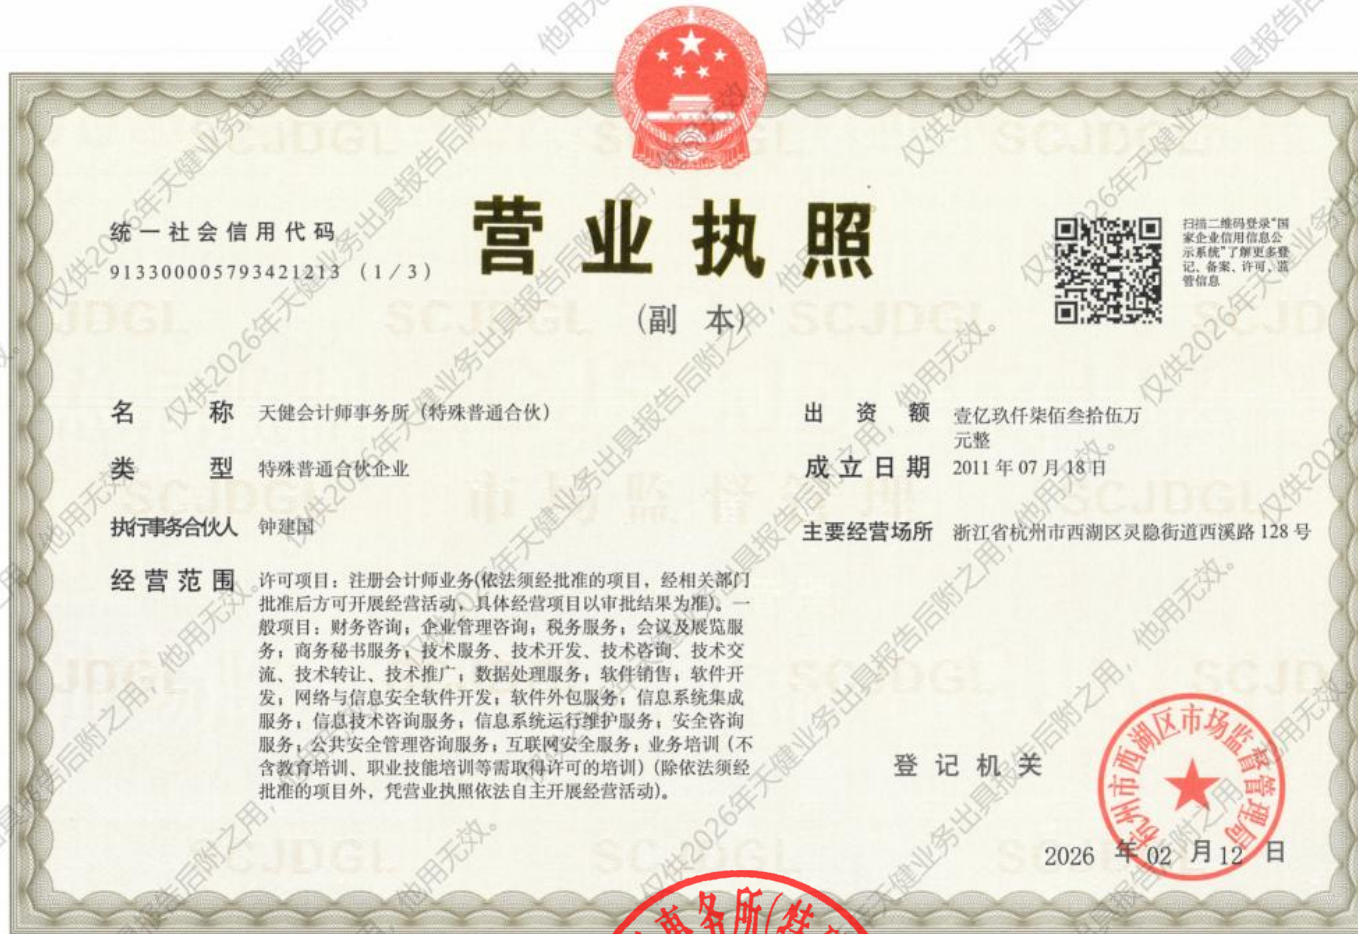 营业执照
(副 本)
统一社会信用代码
913300005793421213 (1/3)
扫描二维码登录“国
家企业信用信息公
示系统”了解更多登
记、备案、许可、监
管信息
名 称 天健会计师事务所（特殊普通合伙）
类 型 特殊普通合伙企业
执行事务合伙人 钟建国
经营范围 许可项目：注册会计师业务(依法须经批准的项目，经相关部门
批准后方可开展经营活动，具体经营项目以审批结果为准)。一
般项目：财务咨询；企业管理咨询；税务服务；会议及展览服
务；商务秘书服务；技术服务、技术开发、技术咨询、技术交
流、技术转让、技术推广；数据处理服务；软件销售；软件开
发；网络与信息安全软件开发；软件外包服务；信息系统集成
服务；信息技术咨询服务；信息系统运行维护服务；安全咨询
服务；公共安全管理咨询服务；互联网安全服务；业务培训（不
含教育培训、职业技能培训等需取得许可的培训）(除依法须经
批准的项目外，凭营业执照依法自主开展经营活动)。
出 资 额 壹亿玖仟柒佰叁拾伍万
元整
成立日期 2011年07月18日
主要经营场所 浙江省杭州市西湖区灵隐街道西溪路128号
登记机关
杭州市西湖区市场监督管理局
2026 年 02 月 12 日
事务所(特
仅供2026年天健业务出具报告后附之用，他用无效。
SCJDGL
市场监督管理